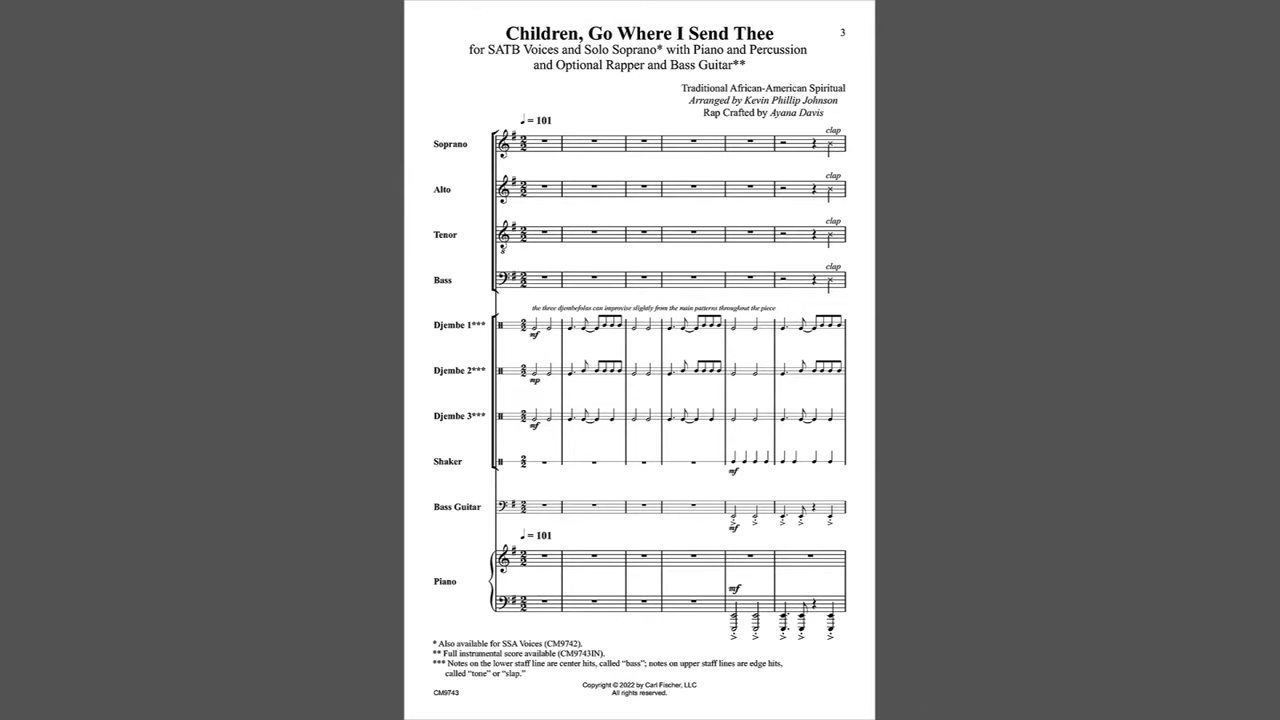 Children, Go Where I Send Thee
3
for SATB Voices and Solo Soprano* with Piano and Percussion
and Optional Rapper and Bass Guitar**
Traditional African-American Spiritual
Arranged by Kevin Phillip Johnson
Rap Crafted by Ayana Davis
♩ = 101
clap
Soprano
clap
Alto
clap
Tenor
8
clap
Bass
the three djembefolas can improvise slightly from the main patterns throughout the piece
Djembe 1***
mf
Djembe 2***
mp
Djembe 3***
mf
Shaker
mf
Bass Guitar
mf
♩ = 101
Piano
mf
* Also available for SSA Voices (CM9742).
** Full instrumental score available (CM9743IN).
*** Notes on the lower staff line are center hits, called “bass”; notes on upper staff lines are edge hits,
called “tone” or “slap.”
Copyright © 2022 by Carl Fischer, LLC
All rights reserved.
CM9743